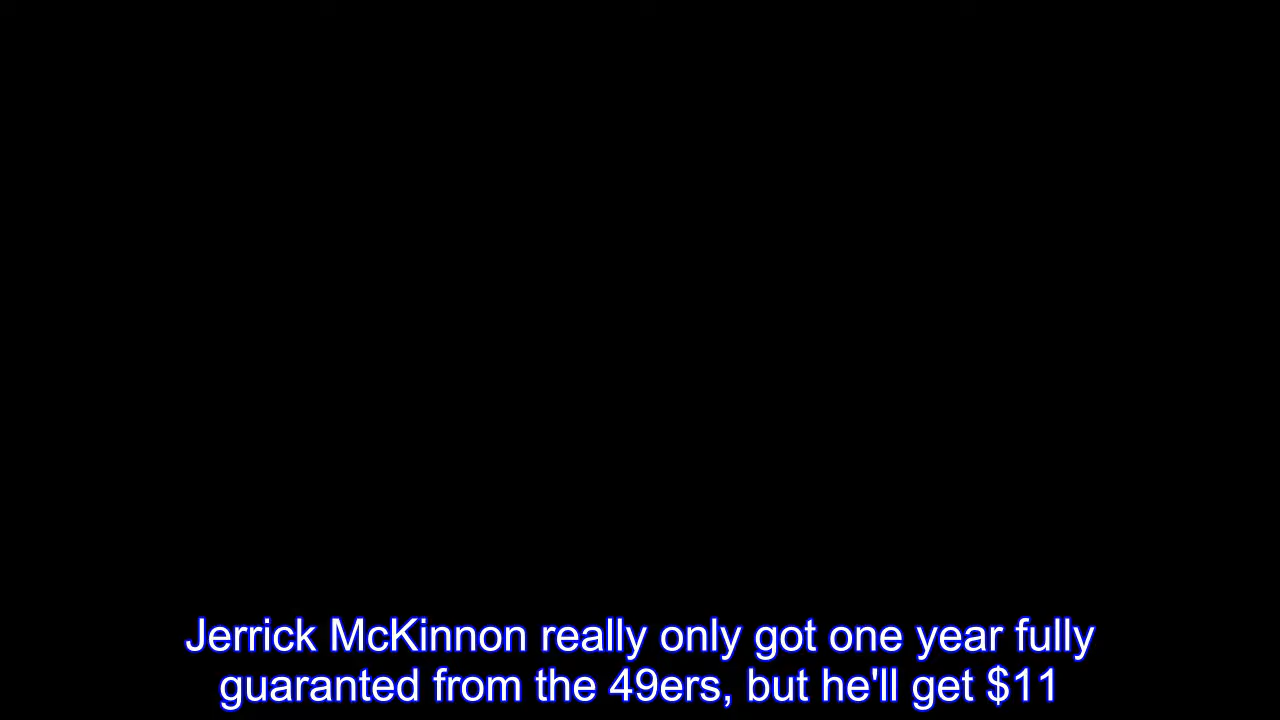 Jerrick McKinnon really only got one year fully
guaranted from the 49ers, but he'll get $11